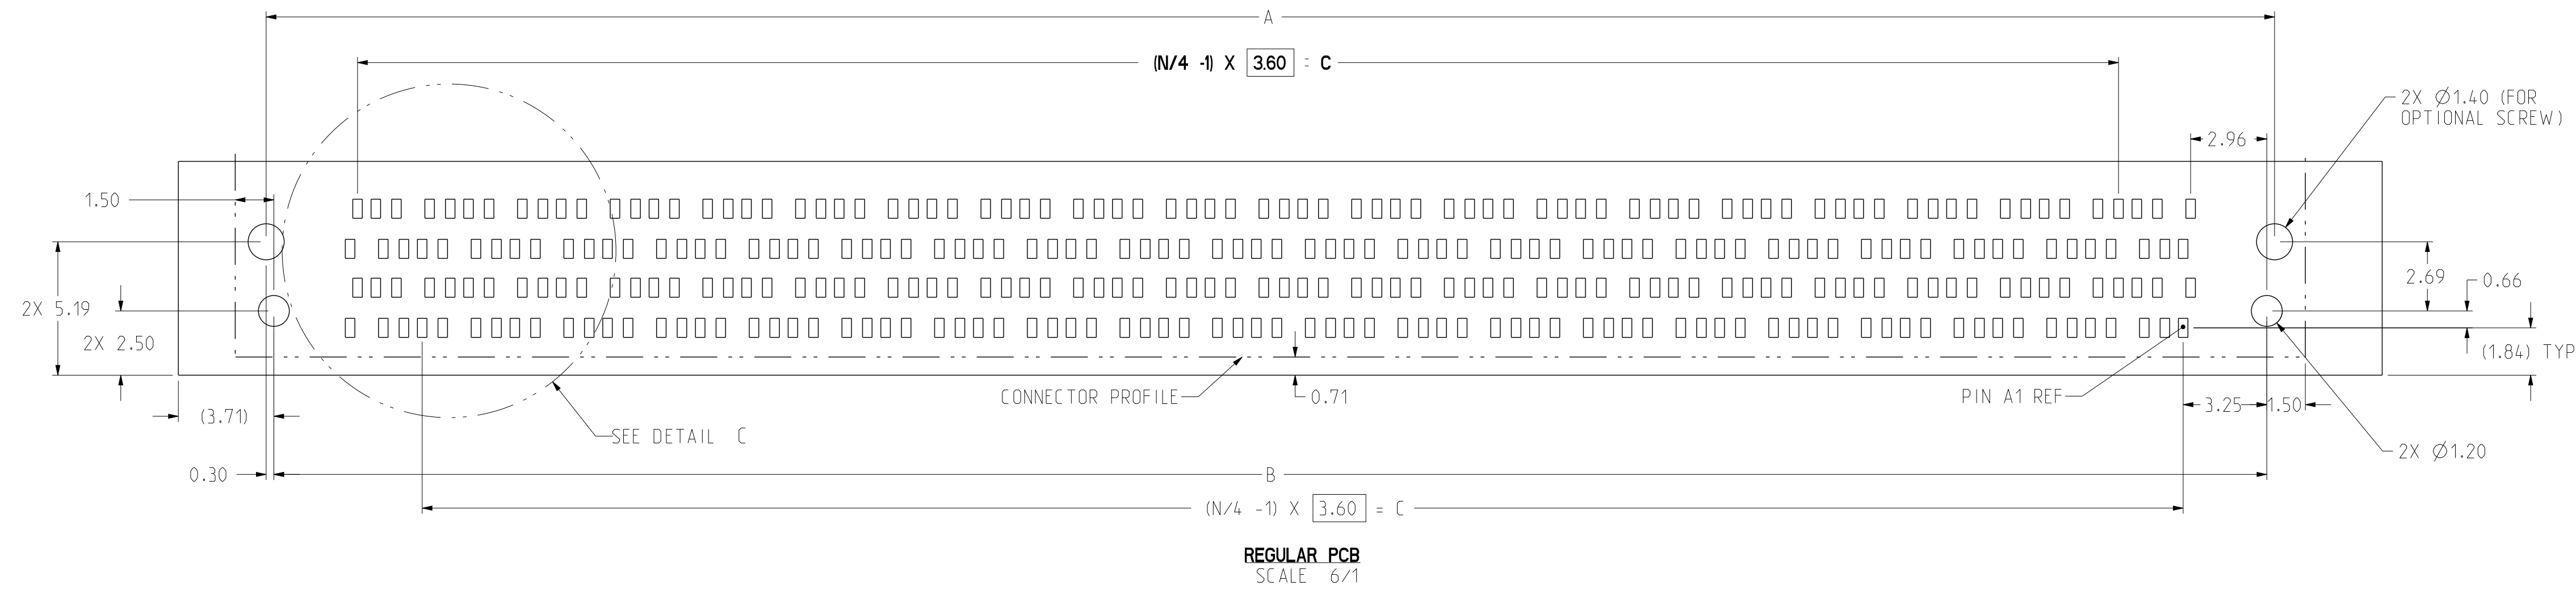 A
(N/4 -1) X 3.60 = C
2X Ø1.40 (FOR
OPTIONAL SCREW)
2.96
1.50
2X 5.19
2X 2.50
2.69
0.66
(1.84) TYP
CONNECTOR PROFILE
0.71
PIN A1 REF
3.25
1.50
(3.71)
SEE DETAIL C
2X Ø1.20
0.30
B
(N/4 -1) X 3.60 = C
REGULAR PCB
SCALE 6/1